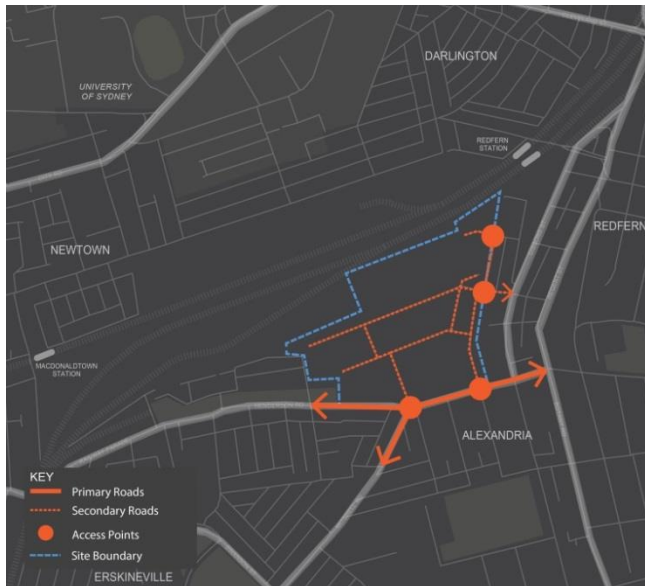 DARLINGTON
UNIVERSITY
OF SYDNEY
REDFERN
STATION
REDFERN
NEWTOWN
MACDONALDTOWN
STATION
ALEXANDRIA
KEY
Primary Roads
Secondary Roads
Access Points
Site Boundary
ERSKINEVILLE